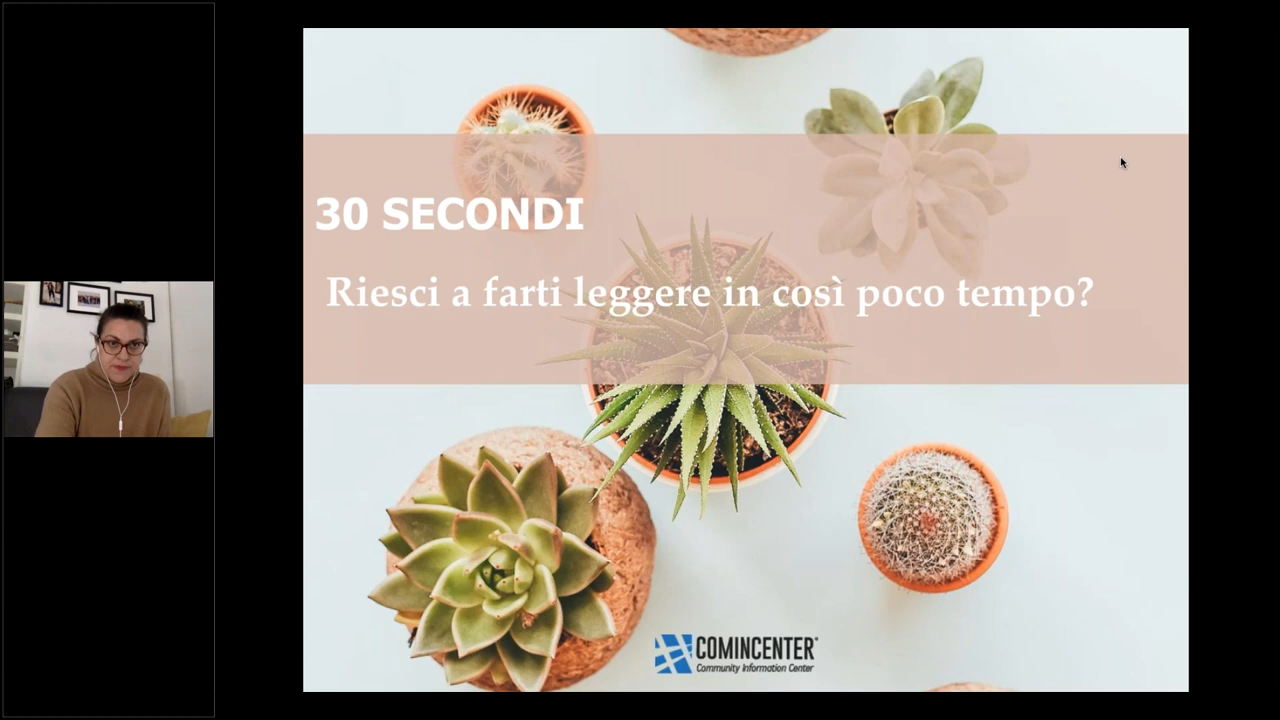 30 SECONDI
Riesci a farti leggere in così poco tempo?
COMINCENTER®
Community Information Center